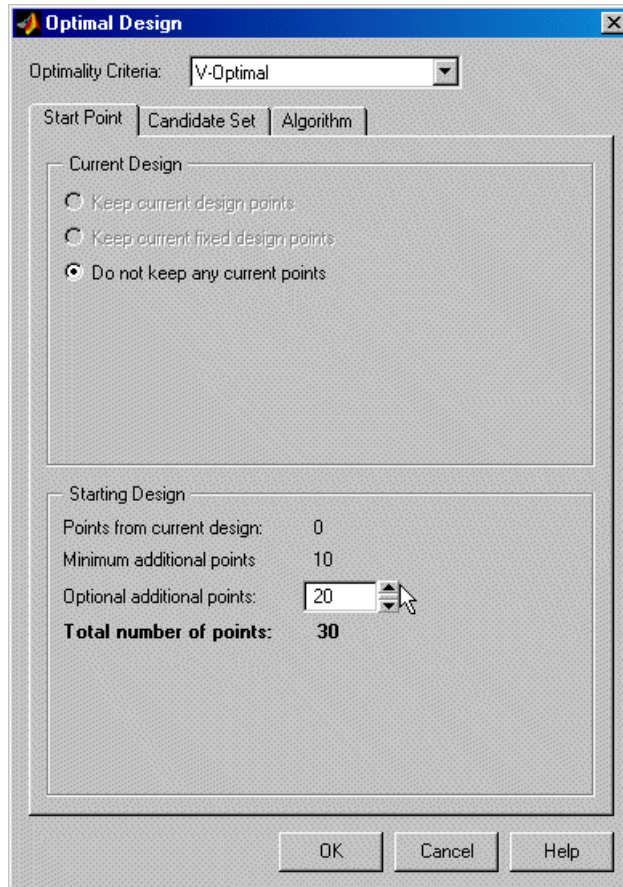 Optimal Design
Optimality Criteria: V-Optimal
Start Point Candidate Set Algorithm
Current Design
Keep current design points
Keep current fixed design points
Do not keep any current points
Starting Design
Points from current design: 0
Minimum additional points 10
Optional additional points: 20
Total number of points: 30
OK Cancel Help